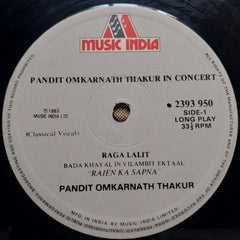 MUSIC INDIA
PANDIT OMKARNATH THAKUR IN CONCERT
℗ 1983
MUSIC INDIA LTD
(Classical Vocal)
2393 950
SIDE-1
LONG PLAY
33⅓ RPM
RAGA LALIT
BADA KHAYAL IN VILAMBIT EKTAAL
"RAIEN KA SAPNA"
PANDIT OMKARNATH THAKUR
MFD. IN INDIA BY MUSIC INDIA LTD.